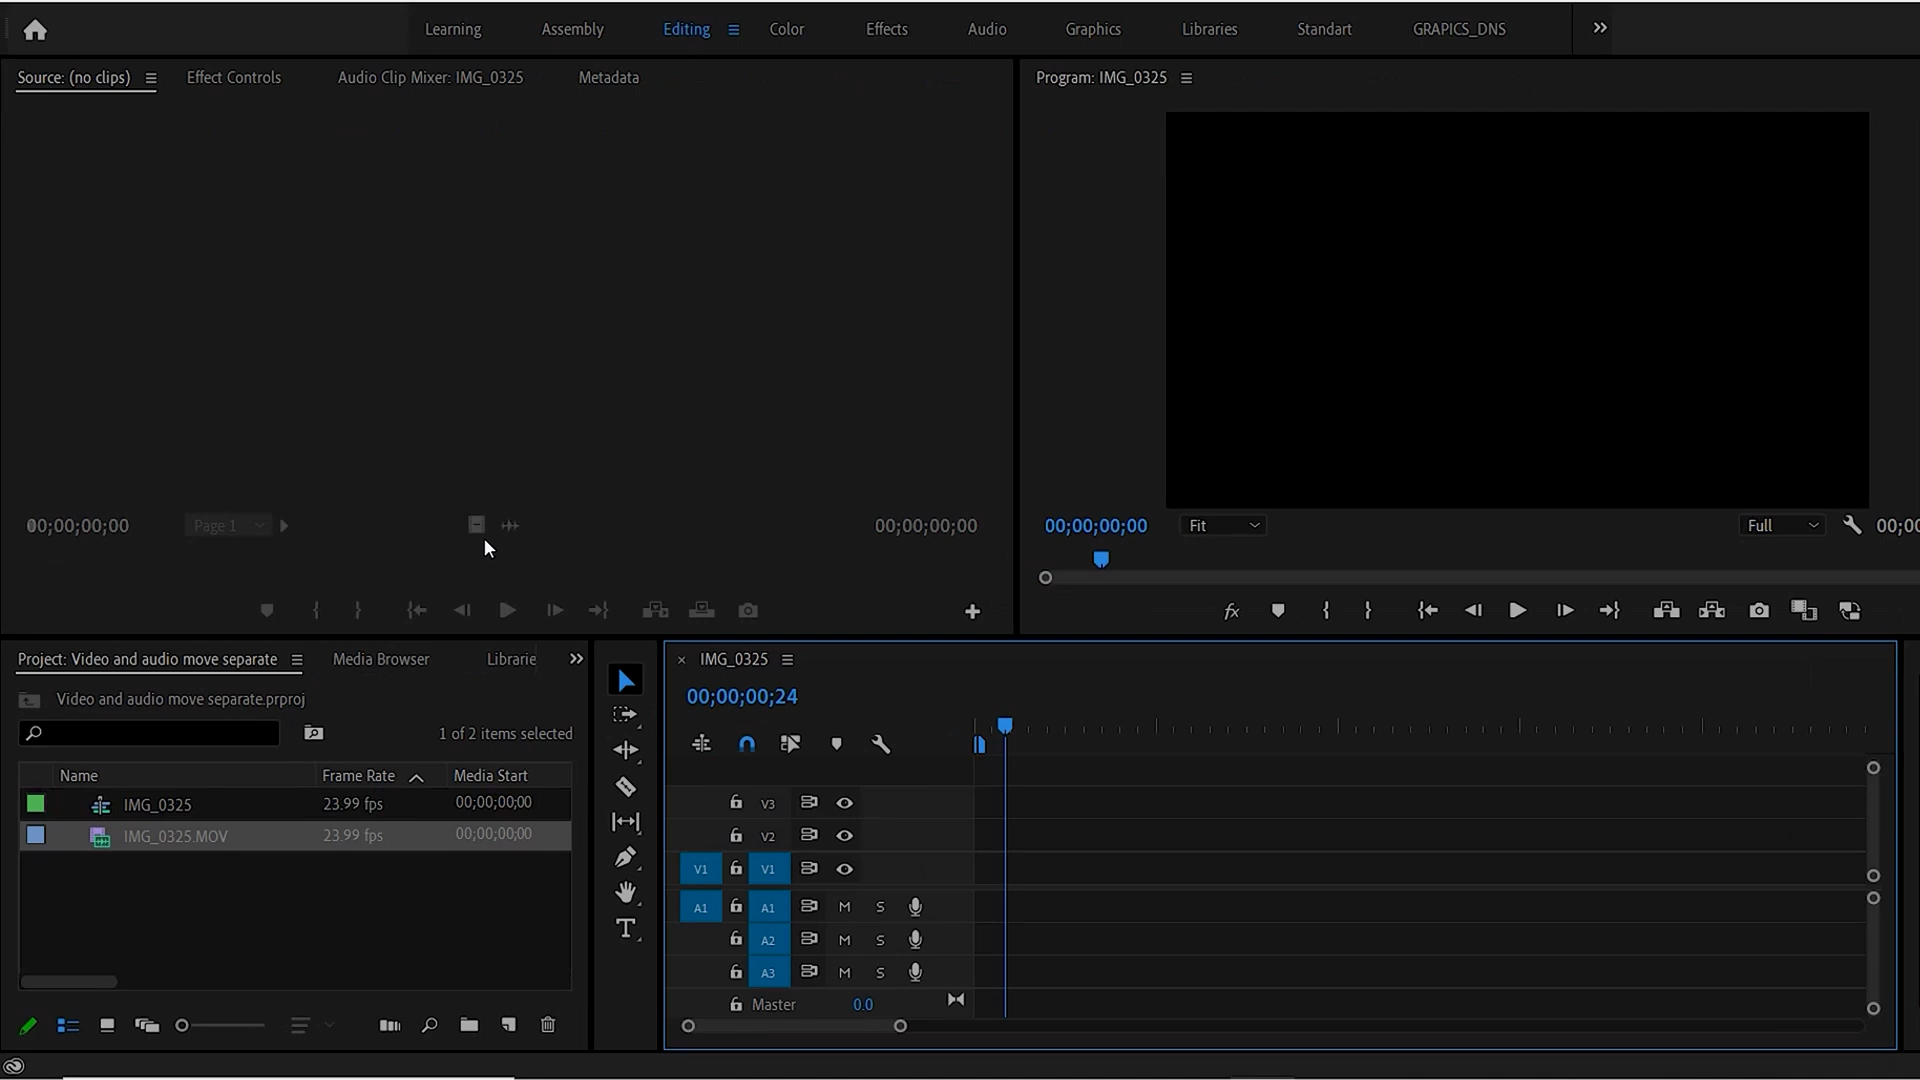 Learning Assembly Editing Color Effects Audio Graphics Libraries Standart GRAPICS_DNS
Source: (no clips) Effect Controls Audio Clip Mixer: IMG_0325 Metadata
Program: IMG_0325
00;00;00;00 Page 1 00;00;00;00
00;00;00;00 Fit Full 00;00
fx
Project: Video and audio move separate Media Browser Librarie
Video and audio move separate.prproj
1 of 2 items selected
Name Frame Rate Media Start
IMG_0325 23.99 fps 00;00;00;00
IMG_0325.MOV 23.99 fps 00;00;00;00
T
IMG_0325
00;00;00;24
V3
V2
V1 V1
A1 A1 M S
A2 M S
A3 M S
Master 0.0